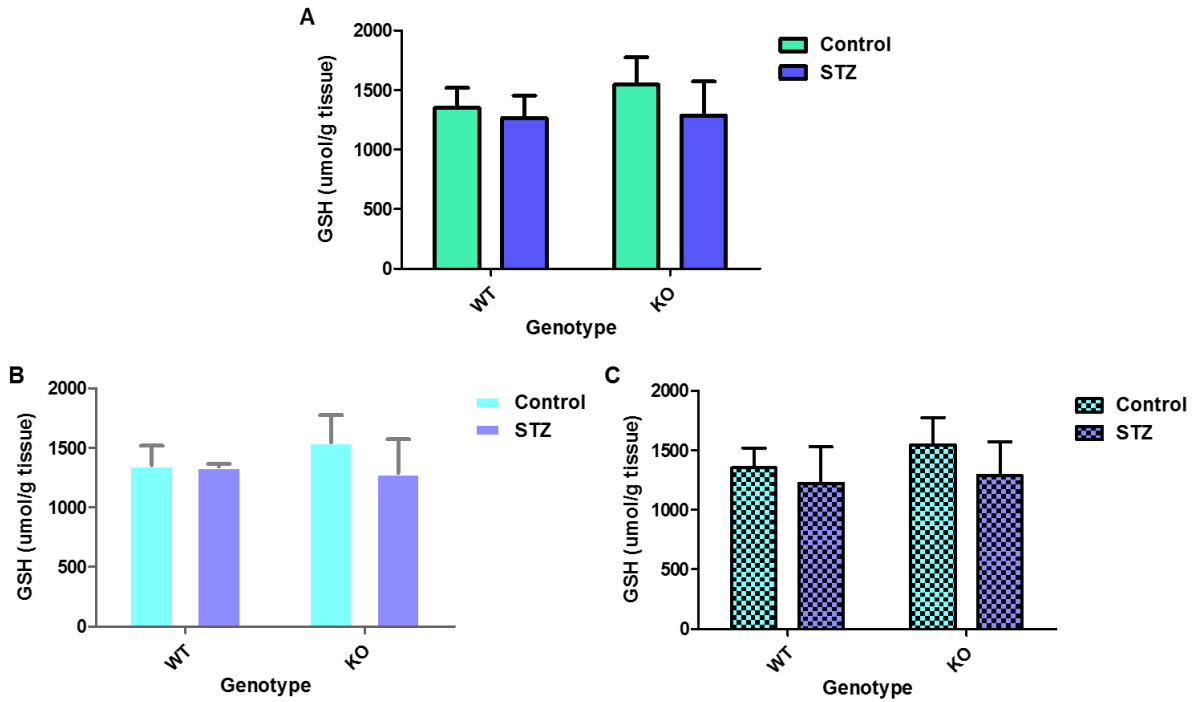 A
GSH (umol/g tissue)
2000
1500
1000
500
0
WT
KO
Genotype
Control
STZ
B
GSH (umol/g tissue)
2000
1500
1000
500
0
WT
KO
Genotype
Control
STZ
C
GSH (umol/g tissue)
2000
1500
1000
500
0
WT
KO
Genotype
Control
STZ